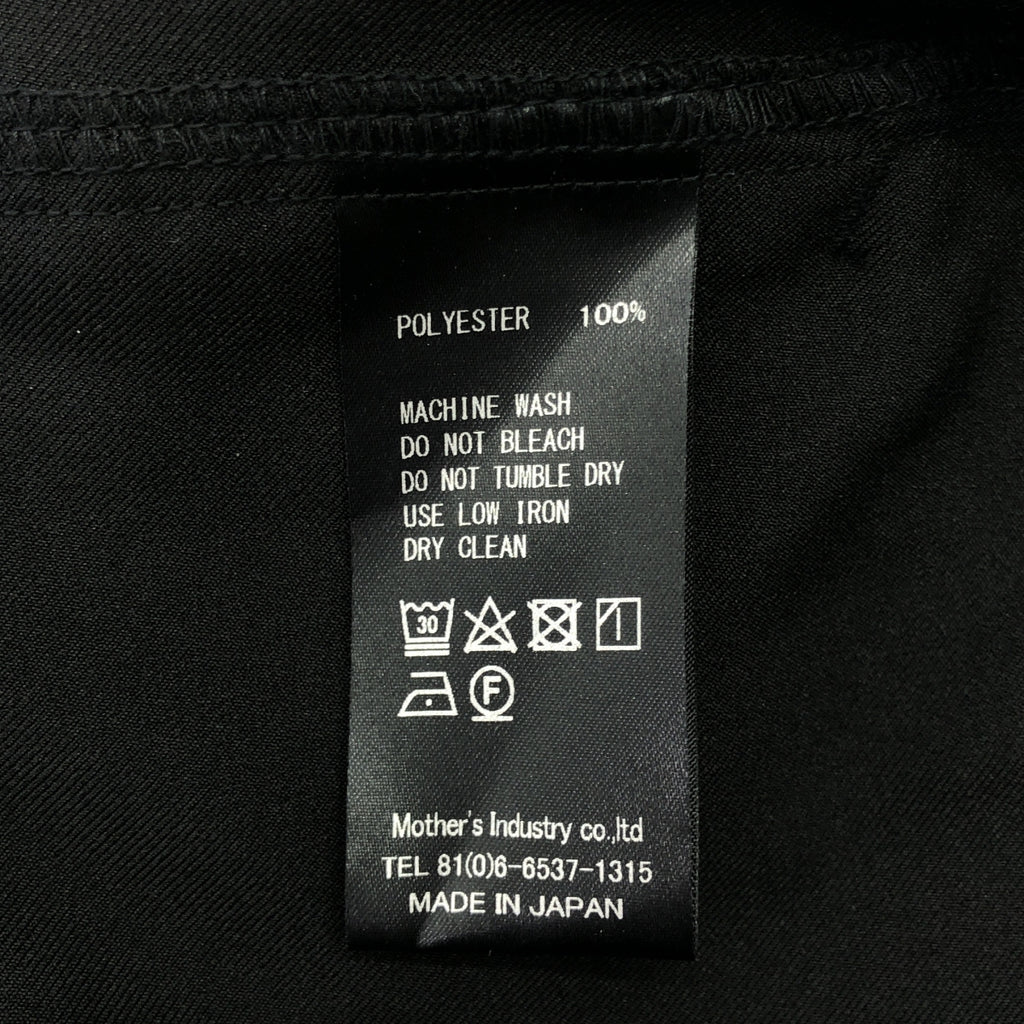 POLYESTER 100%
MACHINE WASH
DO NOT BLEACH
DO NOT TUMBLE DRY
USE LOW IRON
DRY CLEAN
30
F
Mother's Industry co.,ltd
TEL 81(0)6-6537-1315
MADE IN JAPAN